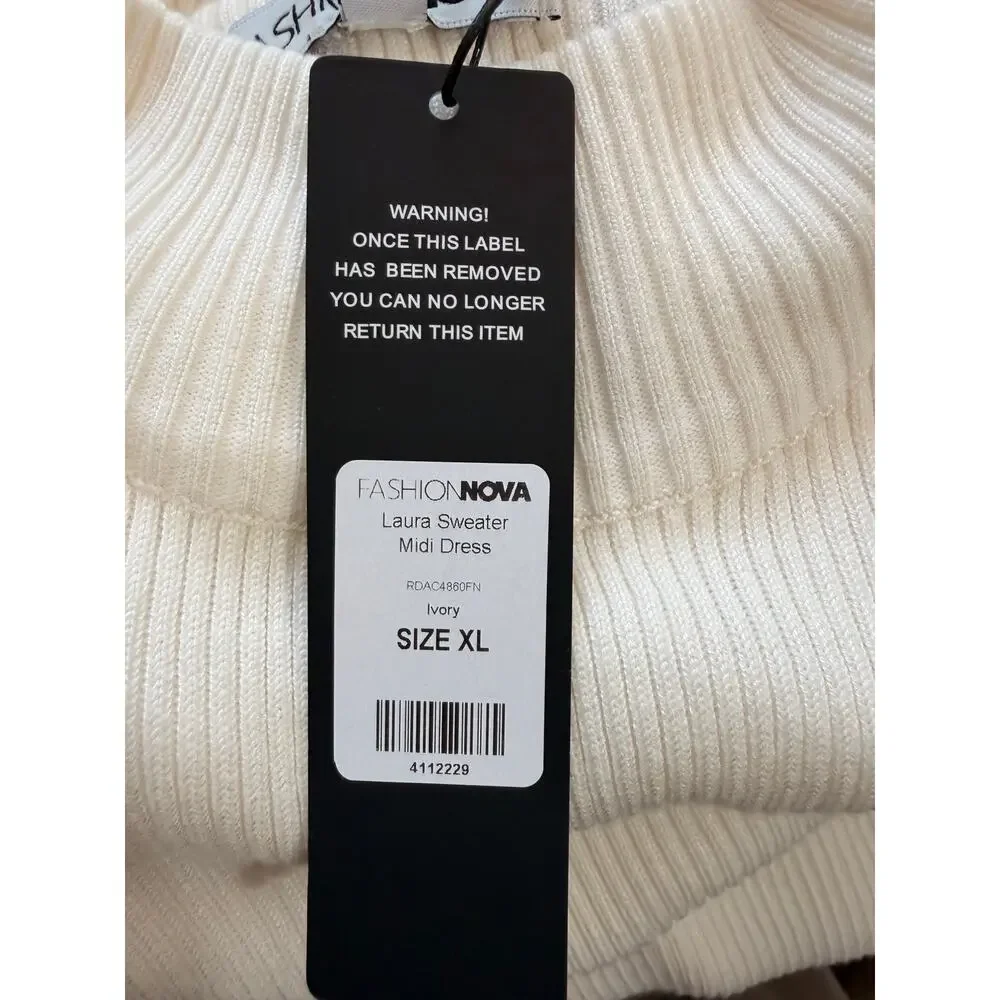 WARNING!
ONCE THIS LABEL
HAS BEEN REMOVED
YOU CAN NO LONGER
RETURN THIS ITEM
FASHIONNOVA
Laura Sweater
Midi Dress
RDAC4860FN
Ivory
SIZE XL
4112229